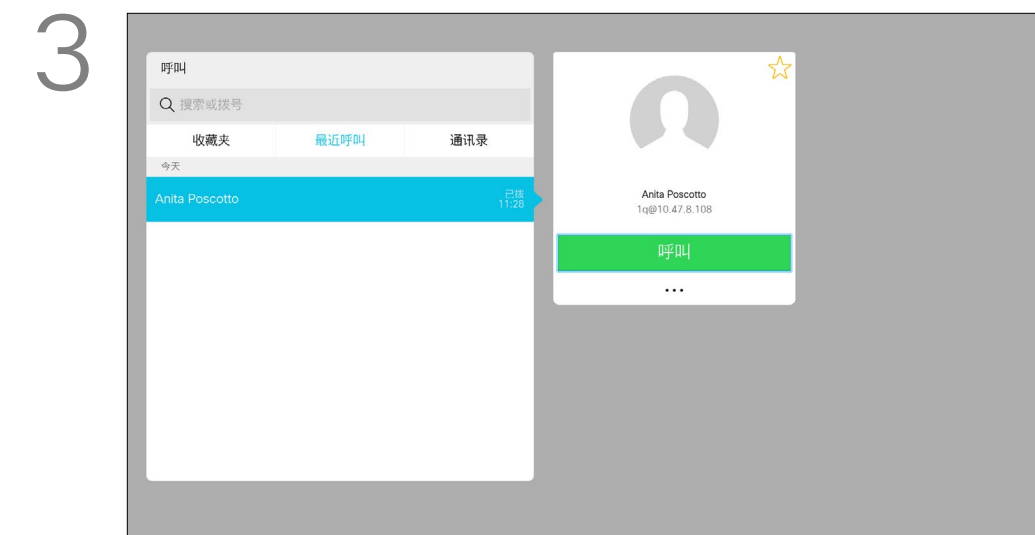 3
呼叫
搜索或拨号
收藏夹 最近呼叫 通讯录
今天
Anita Poscotto 已拨
11:28
Anita Poscotto
1q@10.47.8.108
呼叫
...